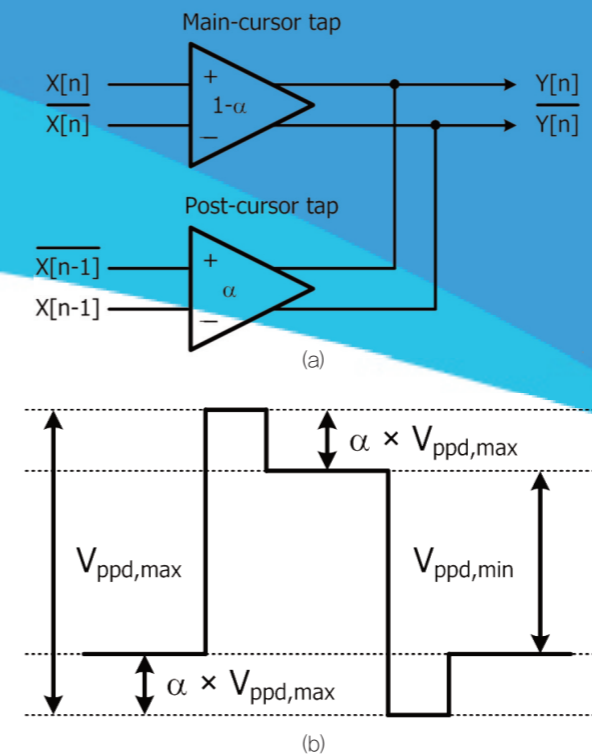 Main-cursor tap
X[n] + Y[n]
1-α
X̅[̅n̅]̅ − Y̅[̅n̅]̅
Post-cursor tap
X̅[̅n̅-̅1̅]̅ +
α
X[n-1] −
(a)
α × Vppd,max
Vppd,max Vppd,min
α × Vppd,max
(b)